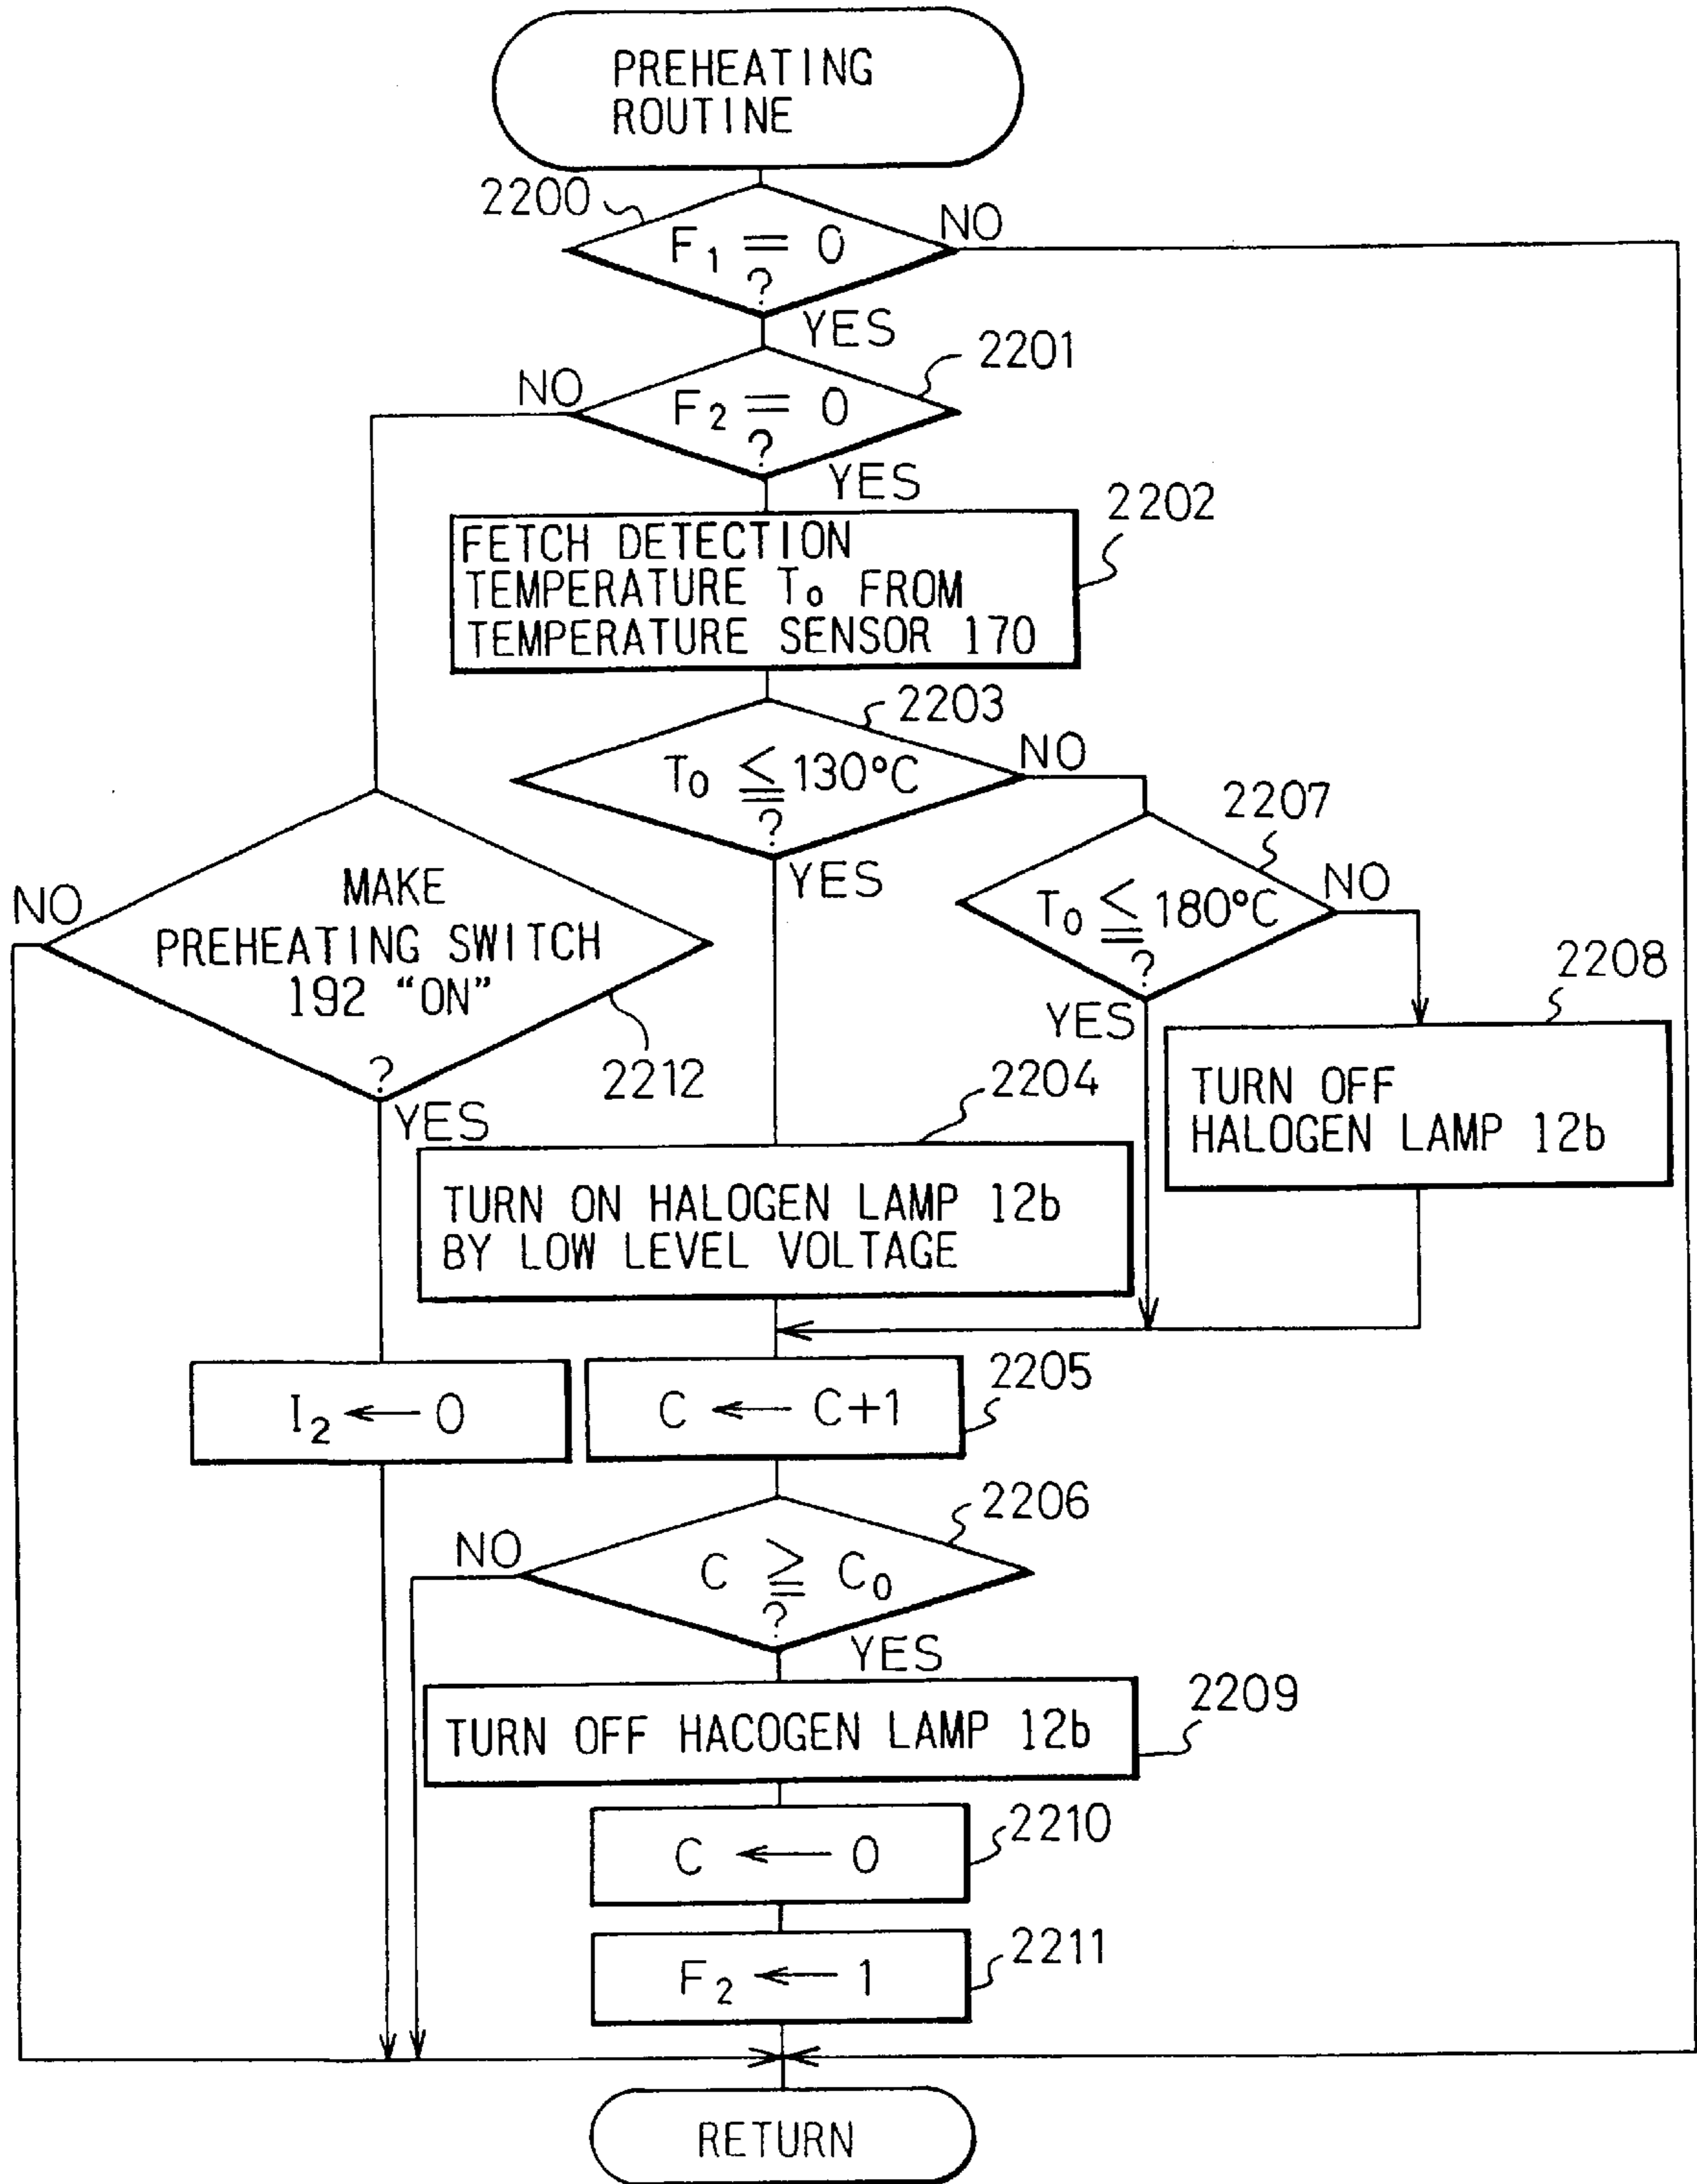 PREHEATING
ROUTINE
2200
F₁ = 0
?
NO
YES
2201
NO
F₂ = 0
?
YES
2202
FETCH DETECTION
TEMPERATURE T₀ FROM
TEMPERATURE SENSOR 170
2203
T₀ ≦ 130°C
?
NO
YES
2207
T₀ ≦ 180°C
?
NO
YES
2208
TURN OFF
HALOGEN LAMP 12b
NO
MAKE
PREHEATING SWITCH
192 “ON”
?
2212
YES
2204
TURN ON HALOGEN LAMP 12b
BY LOW LEVEL VOLTAGE
I₂ ← 0
2205
C ← C+1
2206
NO
C ≧ C₀
?
YES
2209
TURN OFF HACOGEN LAMP 12b
2210
C ← 0
2211
F₂ ← 1
RETURN